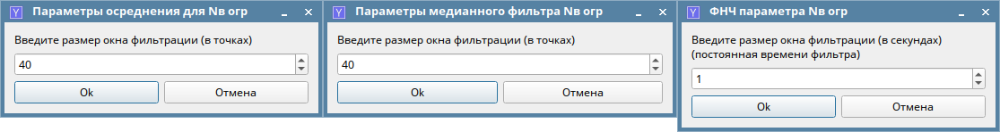 Параметры осреднения для Nв огр
Введите размер окна фильтрации (в точках)
40
Ok
Отмена
Параметры медианного фильтра Nв огр
Введите размер окна фильтрации (в точках)
40
Ok
Отмена
ФНЧ параметра Nв огр
Введите размер окна фильтрации (в секундах)
(постоянная времени фильтра)
1
Ok
Отмена